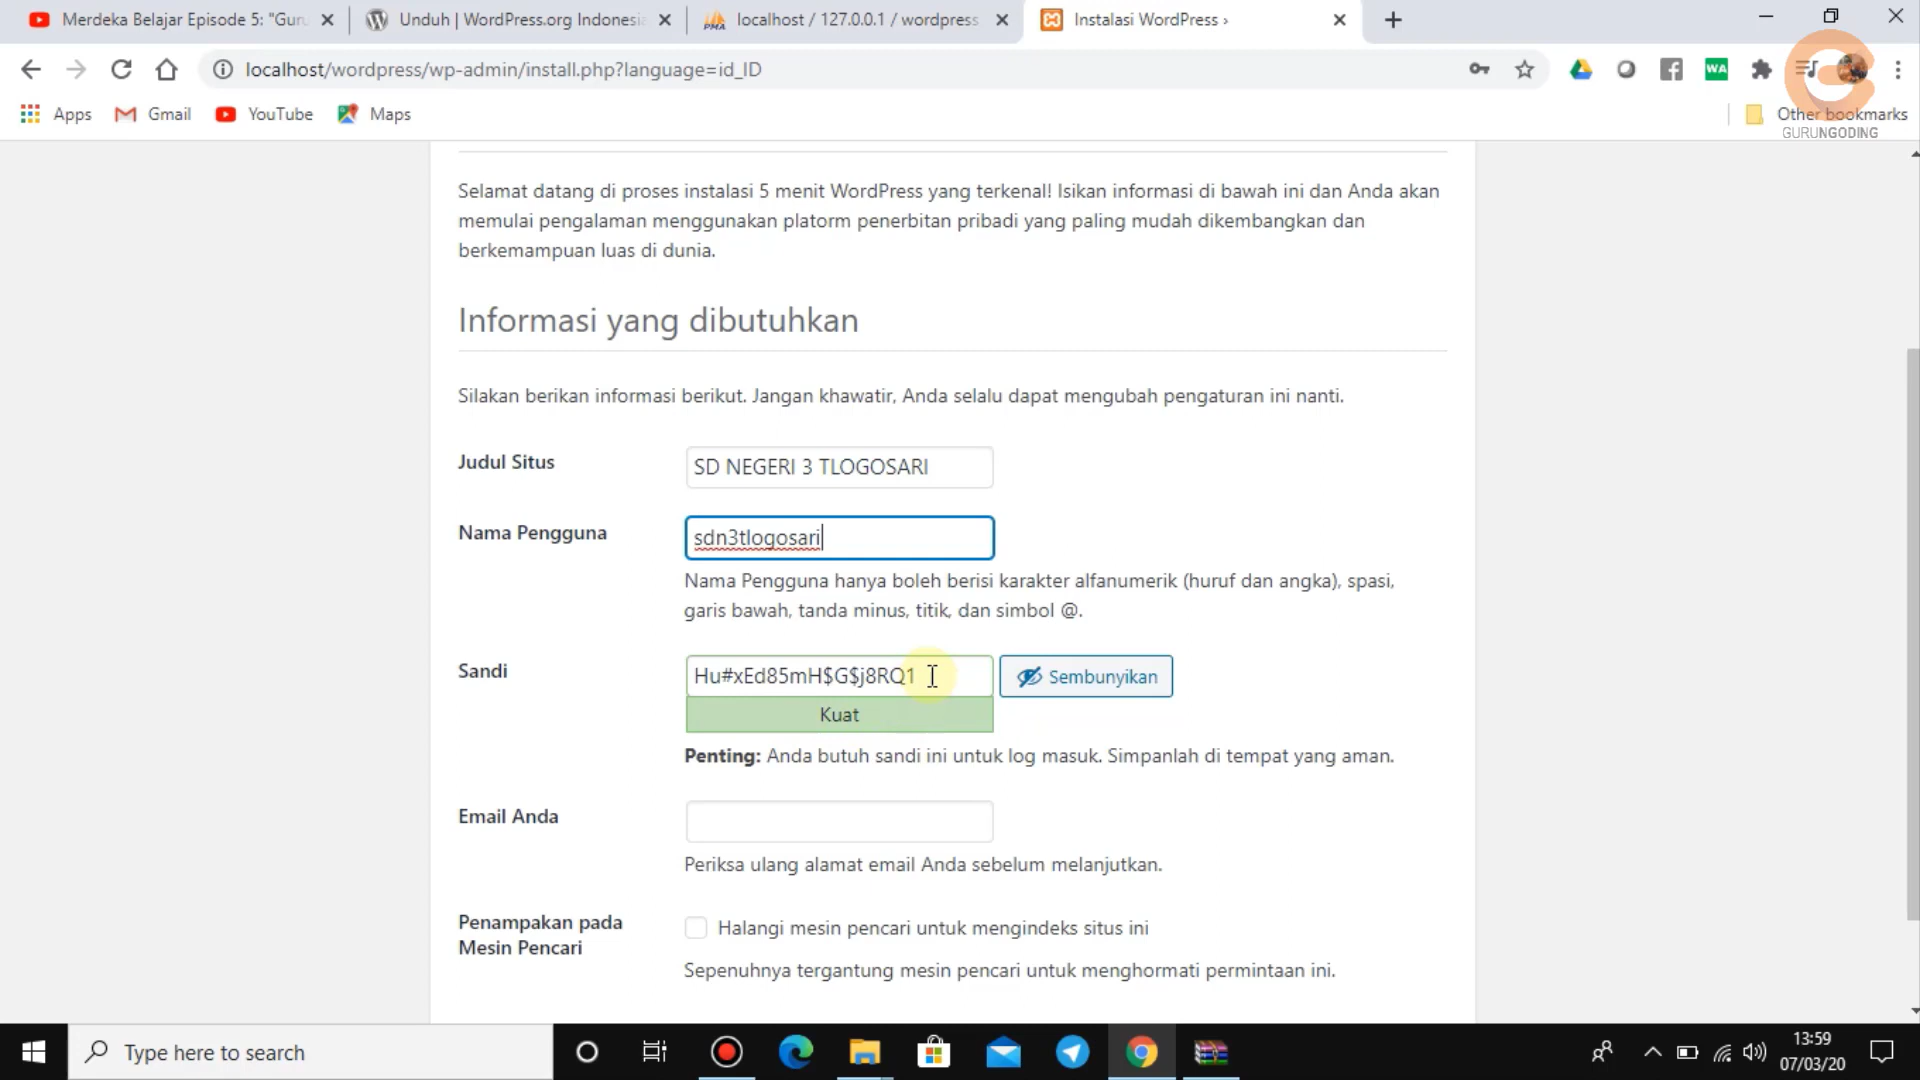 Merdeka Belajar Episode 5: "Guru
Unduh | WordPress.org Indonesia
localhost / 127.0.0.1 / wordpress
Instalasi WordPress ›
localhost/wordpress/wp-admin/install.php?language=id_ID
WA
Apps
Gmail
YouTube
Maps
Other bookmarks
GURUNGODING
Selamat datang di proses instalasi 5 menit WordPress yang terkenal! Isikan informasi di bawah ini dan Anda akan
memulai pengalaman menggunakan platorm penerbitan pribadi yang paling mudah dikembangkan dan
berkemampuan luas di dunia.
Informasi yang dibutuhkan
Silakan berikan informasi berikut. Jangan khawatir, Anda selalu dapat mengubah pengaturan ini nanti.
Judul Situs
SD NEGERI 3 TLOGOSARI
Nama Pengguna
sdn3tlogosari
Nama Pengguna hanya boleh berisi karakter alfanumerik (huruf dan angka), spasi,
garis bawah, tanda minus, titik, dan simbol @.
Sandi
Hu#xEd85mH$G$j8RQ1
Sembunyikan
Kuat
Penting: Anda butuh sandi ini untuk log masuk. Simpanlah di tempat yang aman.
Email Anda
Periksa ulang alamat email Anda sebelum melanjutkan.
Penampakan pada
Mesin Pencari
Halangi mesin pencari untuk mengindeks situs ini
Sepenuhnya tergantung mesin pencari untuk menghormati permintaan ini.
Type here to search
13:59
07/03/20